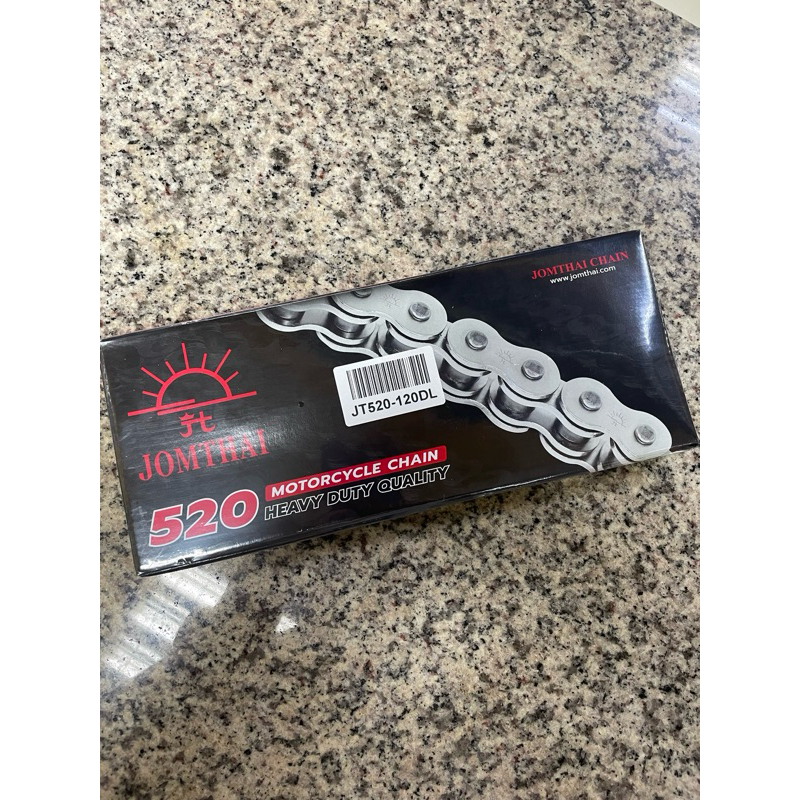 JOMTHAI CHAIN
www.jomthai.com
JT520-120DL
JOMTHAI
520
MOTORCYCLE CHAIN
HEAVY DUTY QUALITY